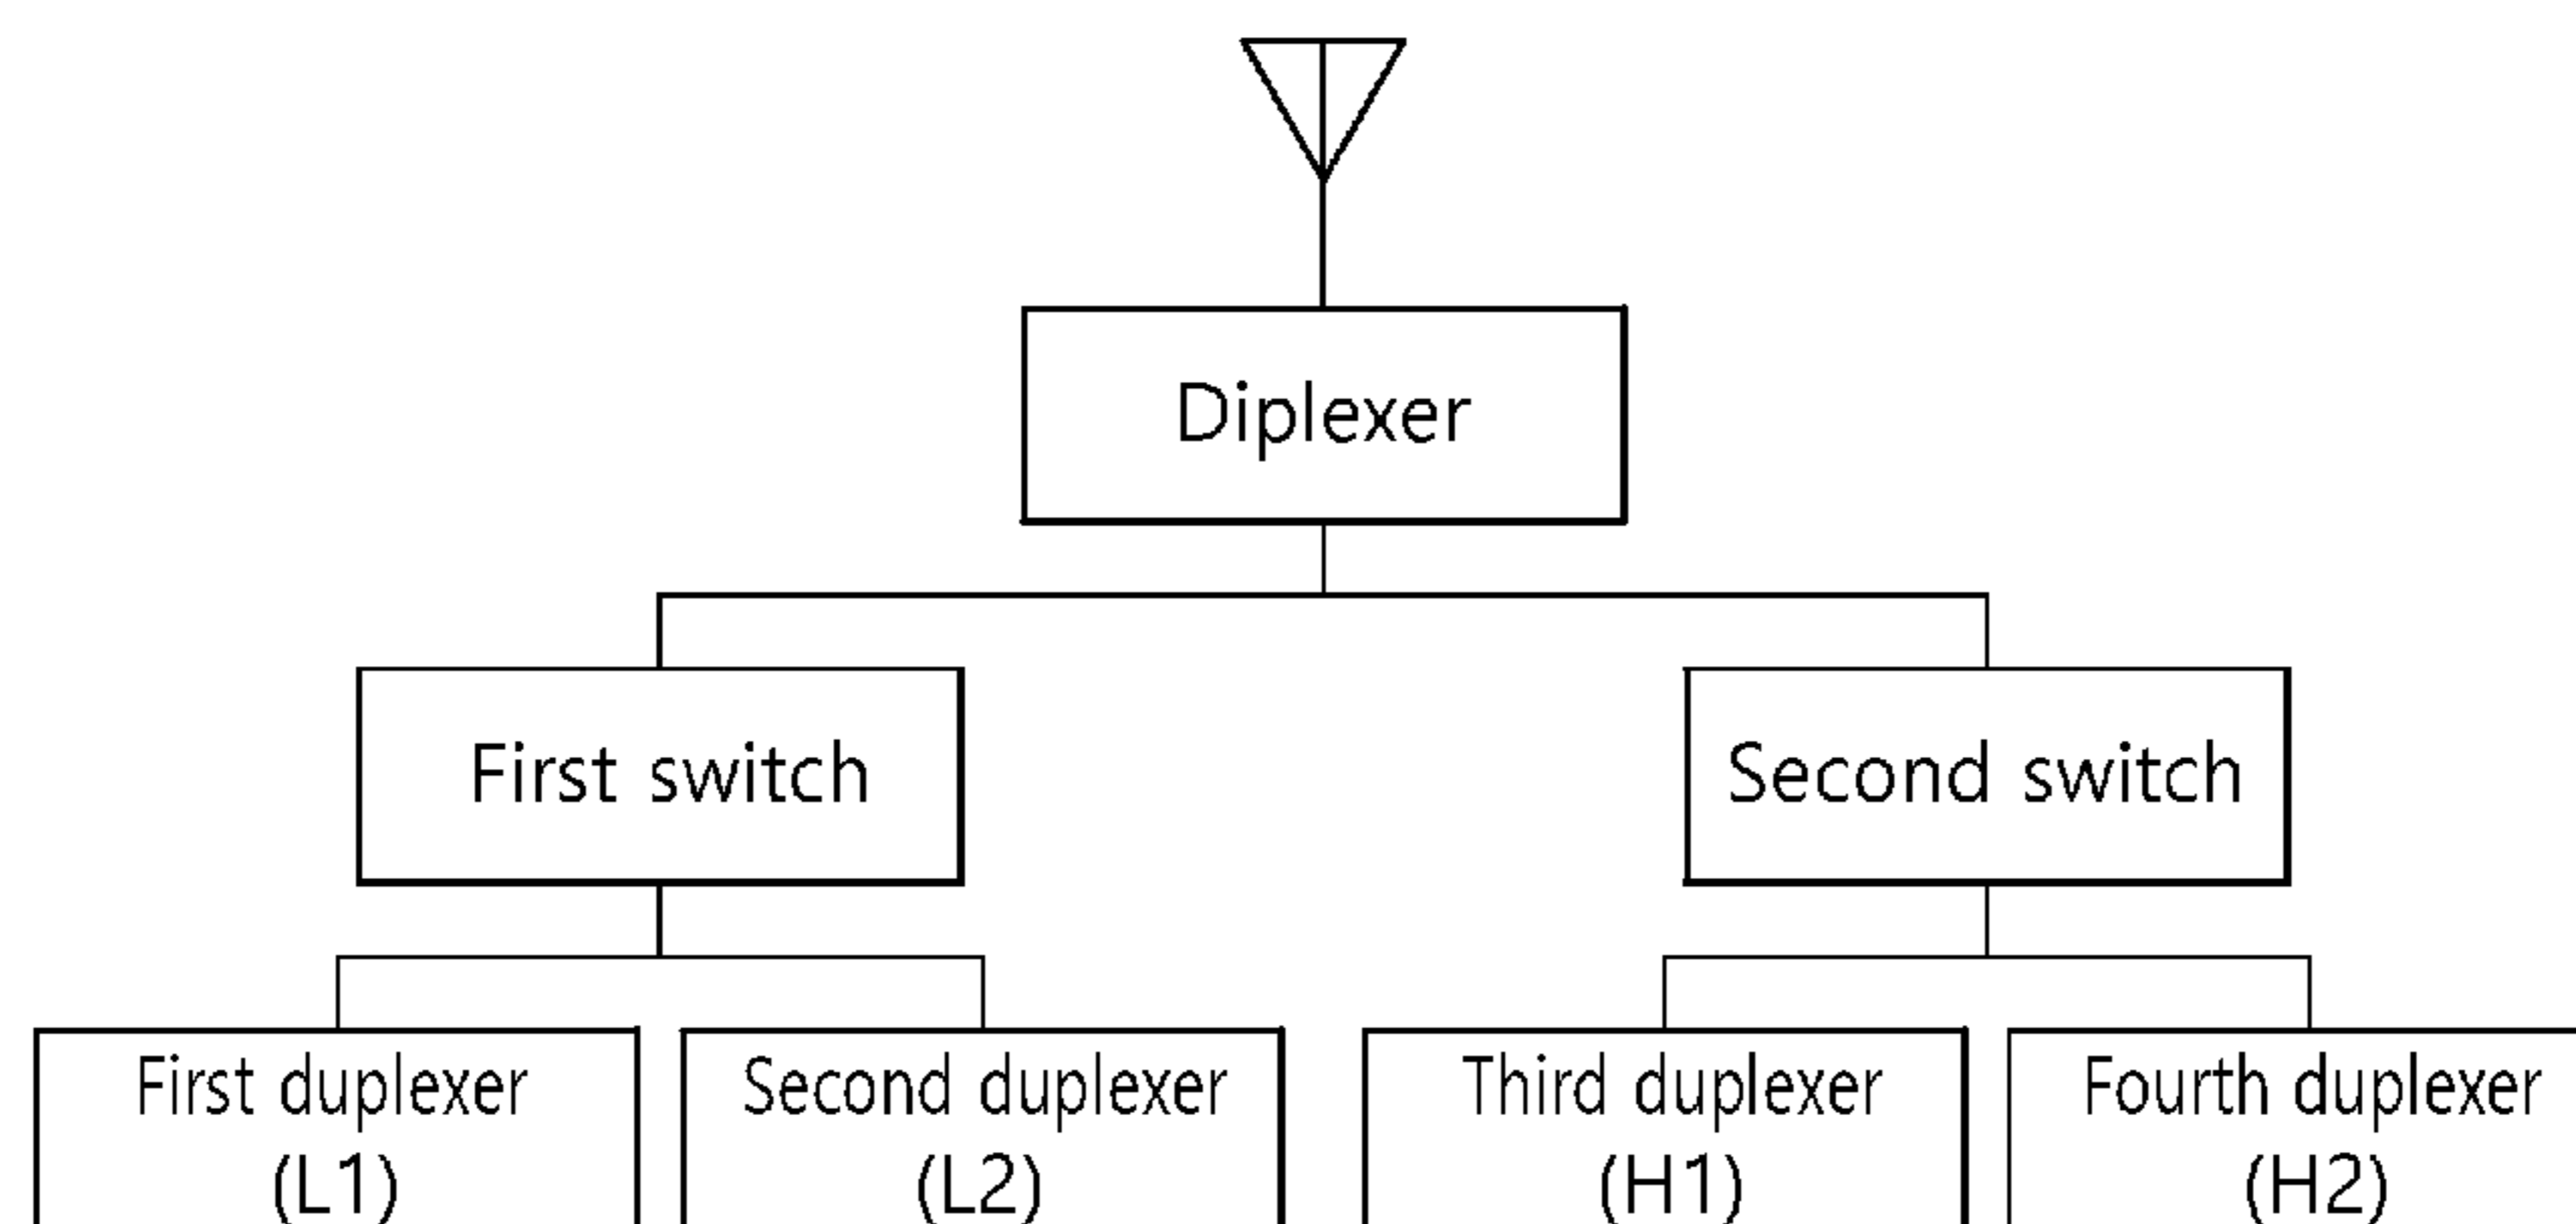 Diplexer
First switch
Second switch
First duplexer
(L1)
Second duplexer
(L2)
Third duplexer
(H1)
Fourth duplexer
(H2)